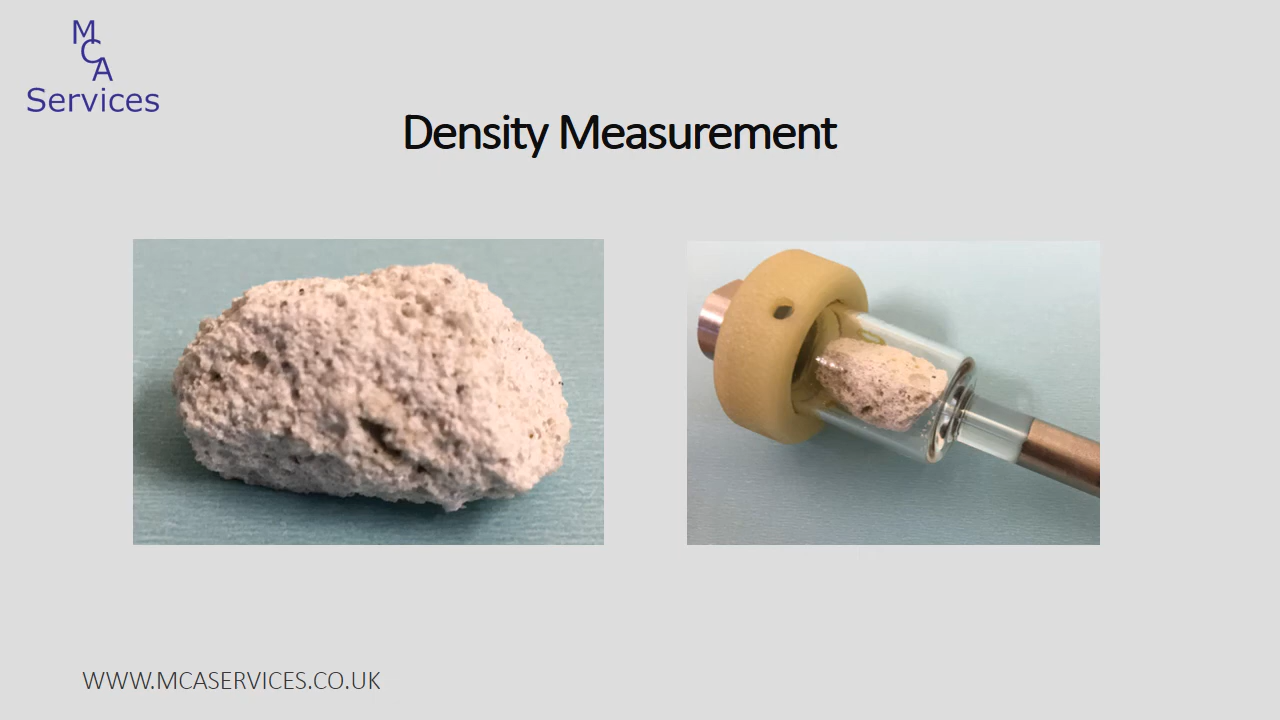 M
C
A
Services
Density Measurement
WWW.MCASERVICES.CO.UK